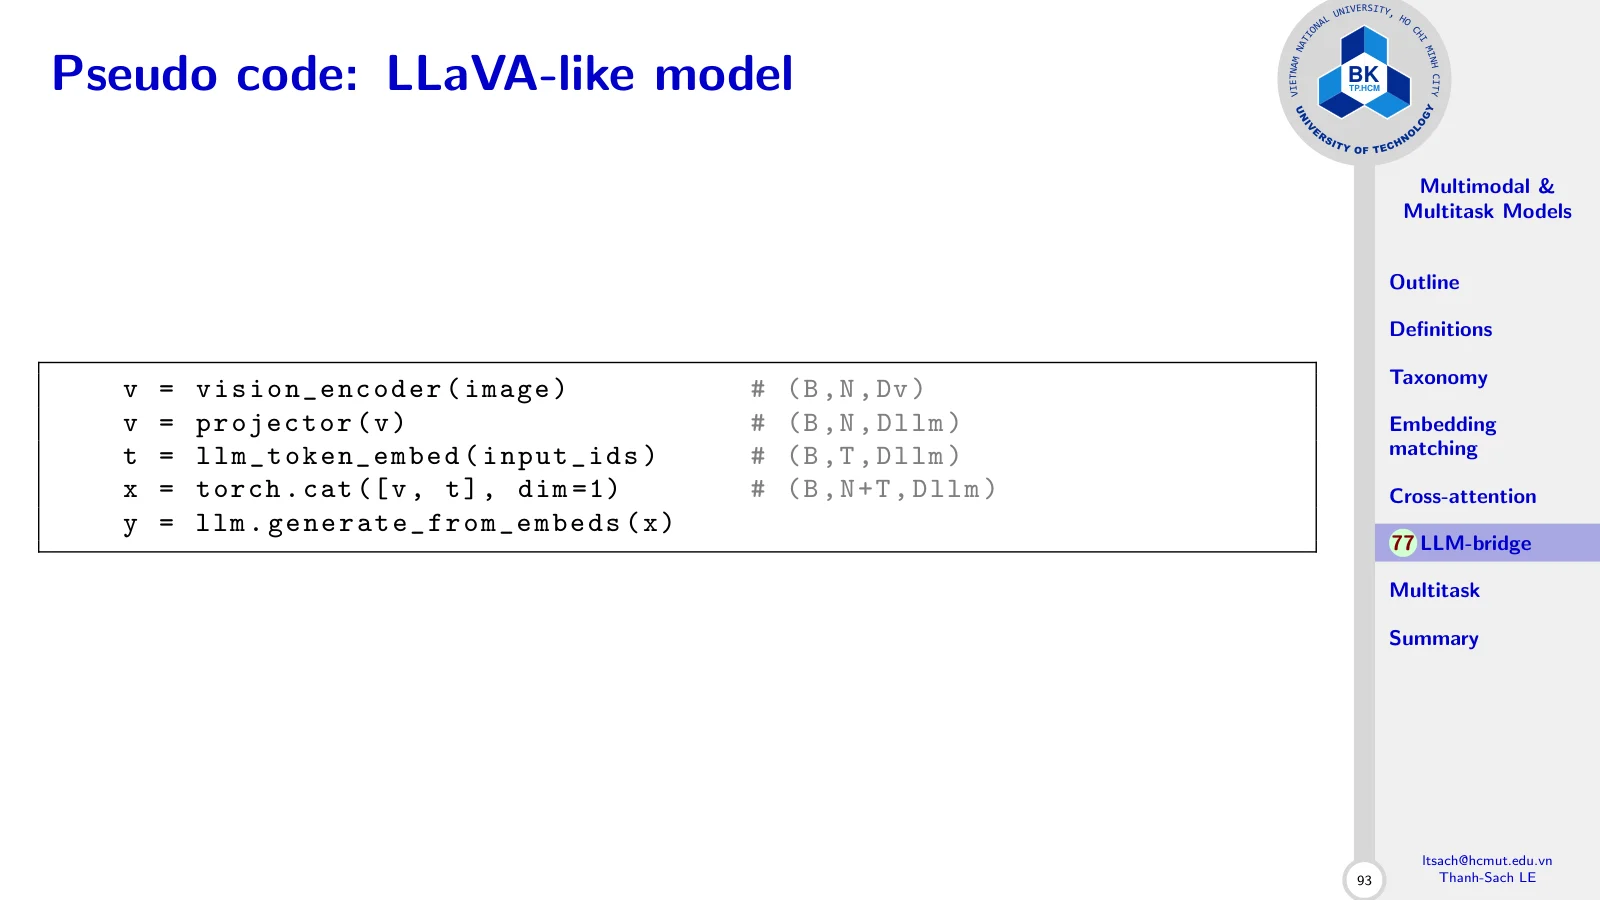 Pseudo code: LLaVA-like model
v = vision_encoder(image) # (B,N,Dv)
v = projector(v) # (B,N,Dllm)
t = llm_token_embed(input_ids) # (B,T,Dllm)
x = torch.cat([v, t], dim=1) # (B,N+T,Dllm)
y = llm.generate_from_embeds(x)
VIETNAM NATIONAL UNIVERSITY, HO CHI MINH CITY
BK
TP.HCM
UNIVERSITY OF TECHNOLOGY
Multimodal &
Multitask Models
Outline
Definitions
Taxonomy
Embedding
matching
Cross-attention
77 LLM-bridge
Multitask
Summary
ltsach@hcmut.edu.vn
Thanh-Sach LE
93